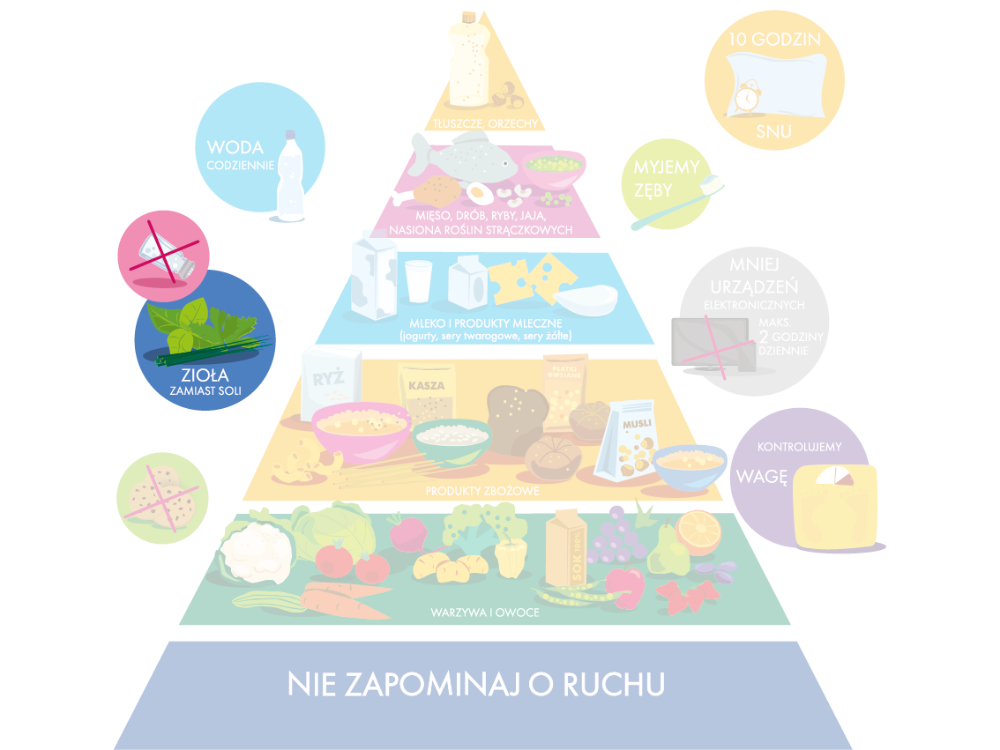 10 GODZIN
SNU
WODA
CODZIENNIE
TŁUSZCZE, ORZECHY
MYJEMY
ZĘBY
MIĘSO, DRÓB, RYBY, JAJA,
NASIONA ROŚLIN STRĄCZKOWYCH
MNIEJ
URZĄDZEŃ
ELEKTRONICZNYCH
MAKS.
2 GODZINY
DZIENNIE
MLEKO I PRODUKTY MLECZNE
(jogurty, sery twarogowe, sery żółte)
ZIOŁA
ZAMIAST SOLI
RYŻ
KASZA
PŁATKI
OWSIANE
MUSLI
PRODUKTY ZBOŻOWE
KONTROLUJEMY
WAGĘ
SOK 100%
WARZYWA I OWOCE
NIE ZAPOMINAJ O RUCHU